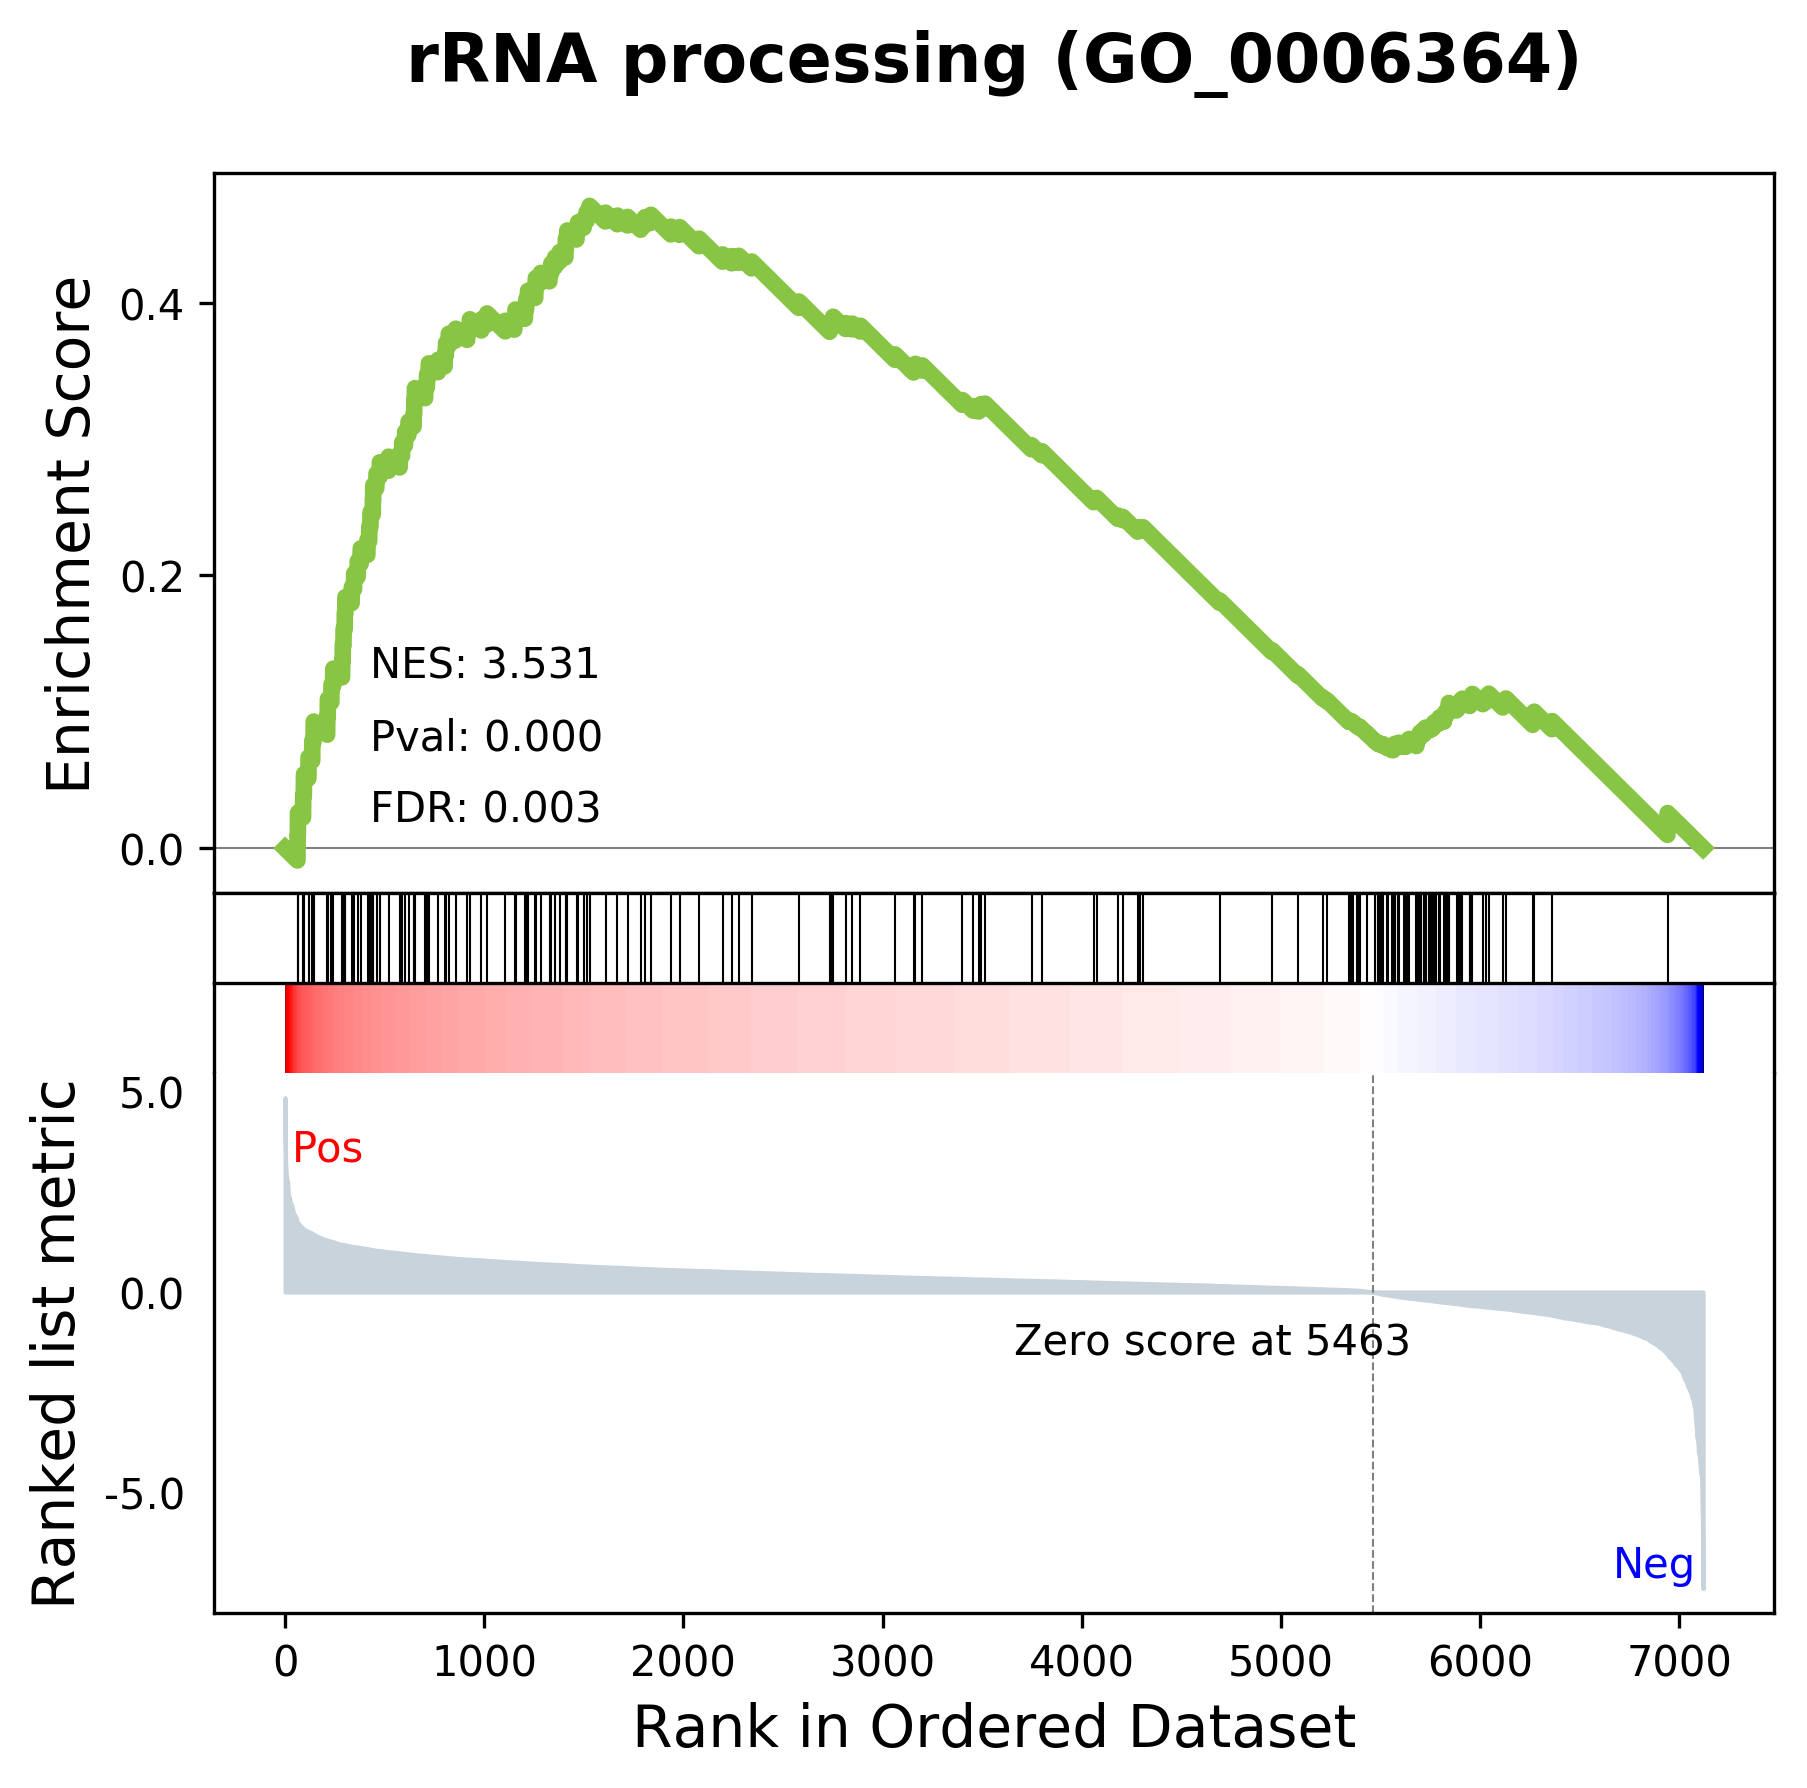 rRNA processing (GO_0006364)
Enrichment Score
0.4
0.2
0.0
NES: 3.531
Pval: 0.000
FDR: 0.003
Ranked list metric
5.0
0.0
-5.0
Pos
Zero score at 5463
Neg
0 1000 2000 3000 4000 5000 6000 7000
Rank in Ordered Dataset